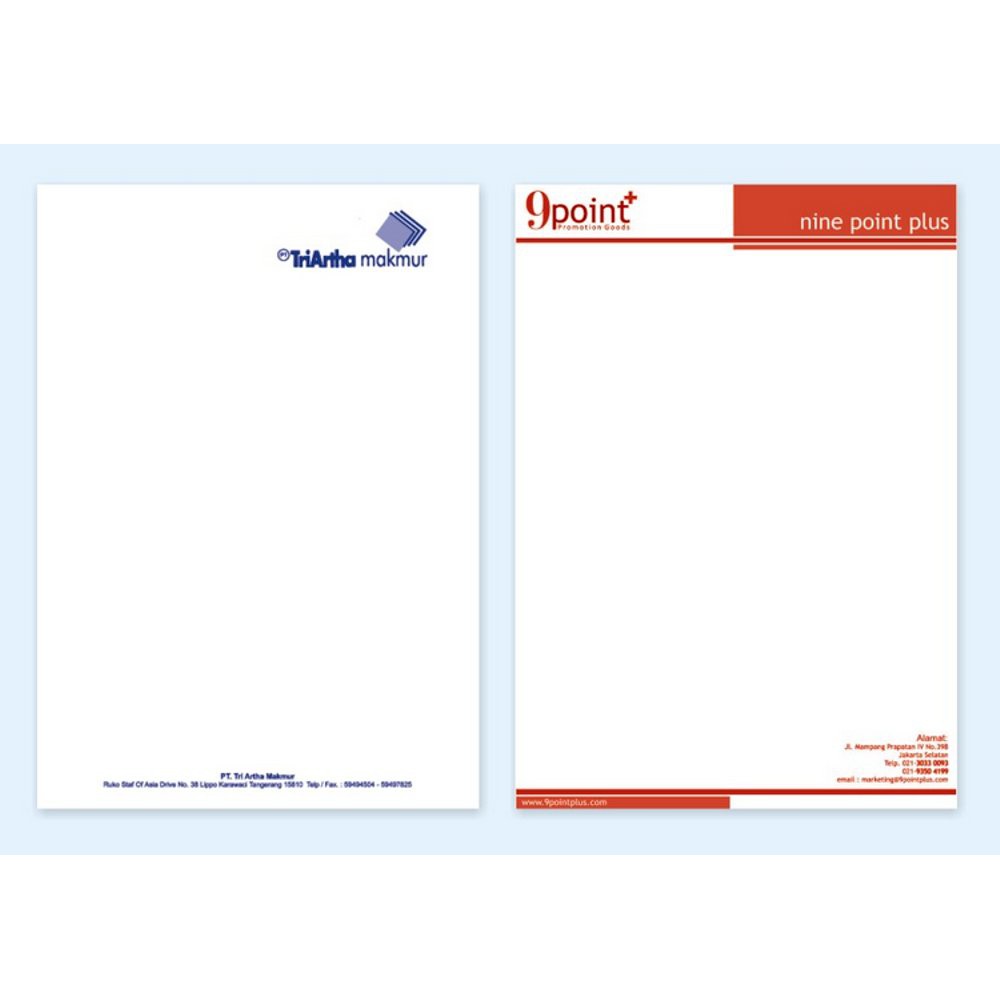 PT TriArtha makmur
PT. Tri Artha Makmur
Ruko Staf Of Asia Drive No. 38 Lippo Karawaci Tangerang 15810 Telp / Fax. : 59494504 - 59497825
9point+
Promotion Goods
nine point plus
Alamat:
Jl. Mampang Prapatan IV No.39B
Jakarta Selatan
Telp. 021-3033 0093
021-9350 4199
email : marketing@9pointplus.com
www.9pointplus.com